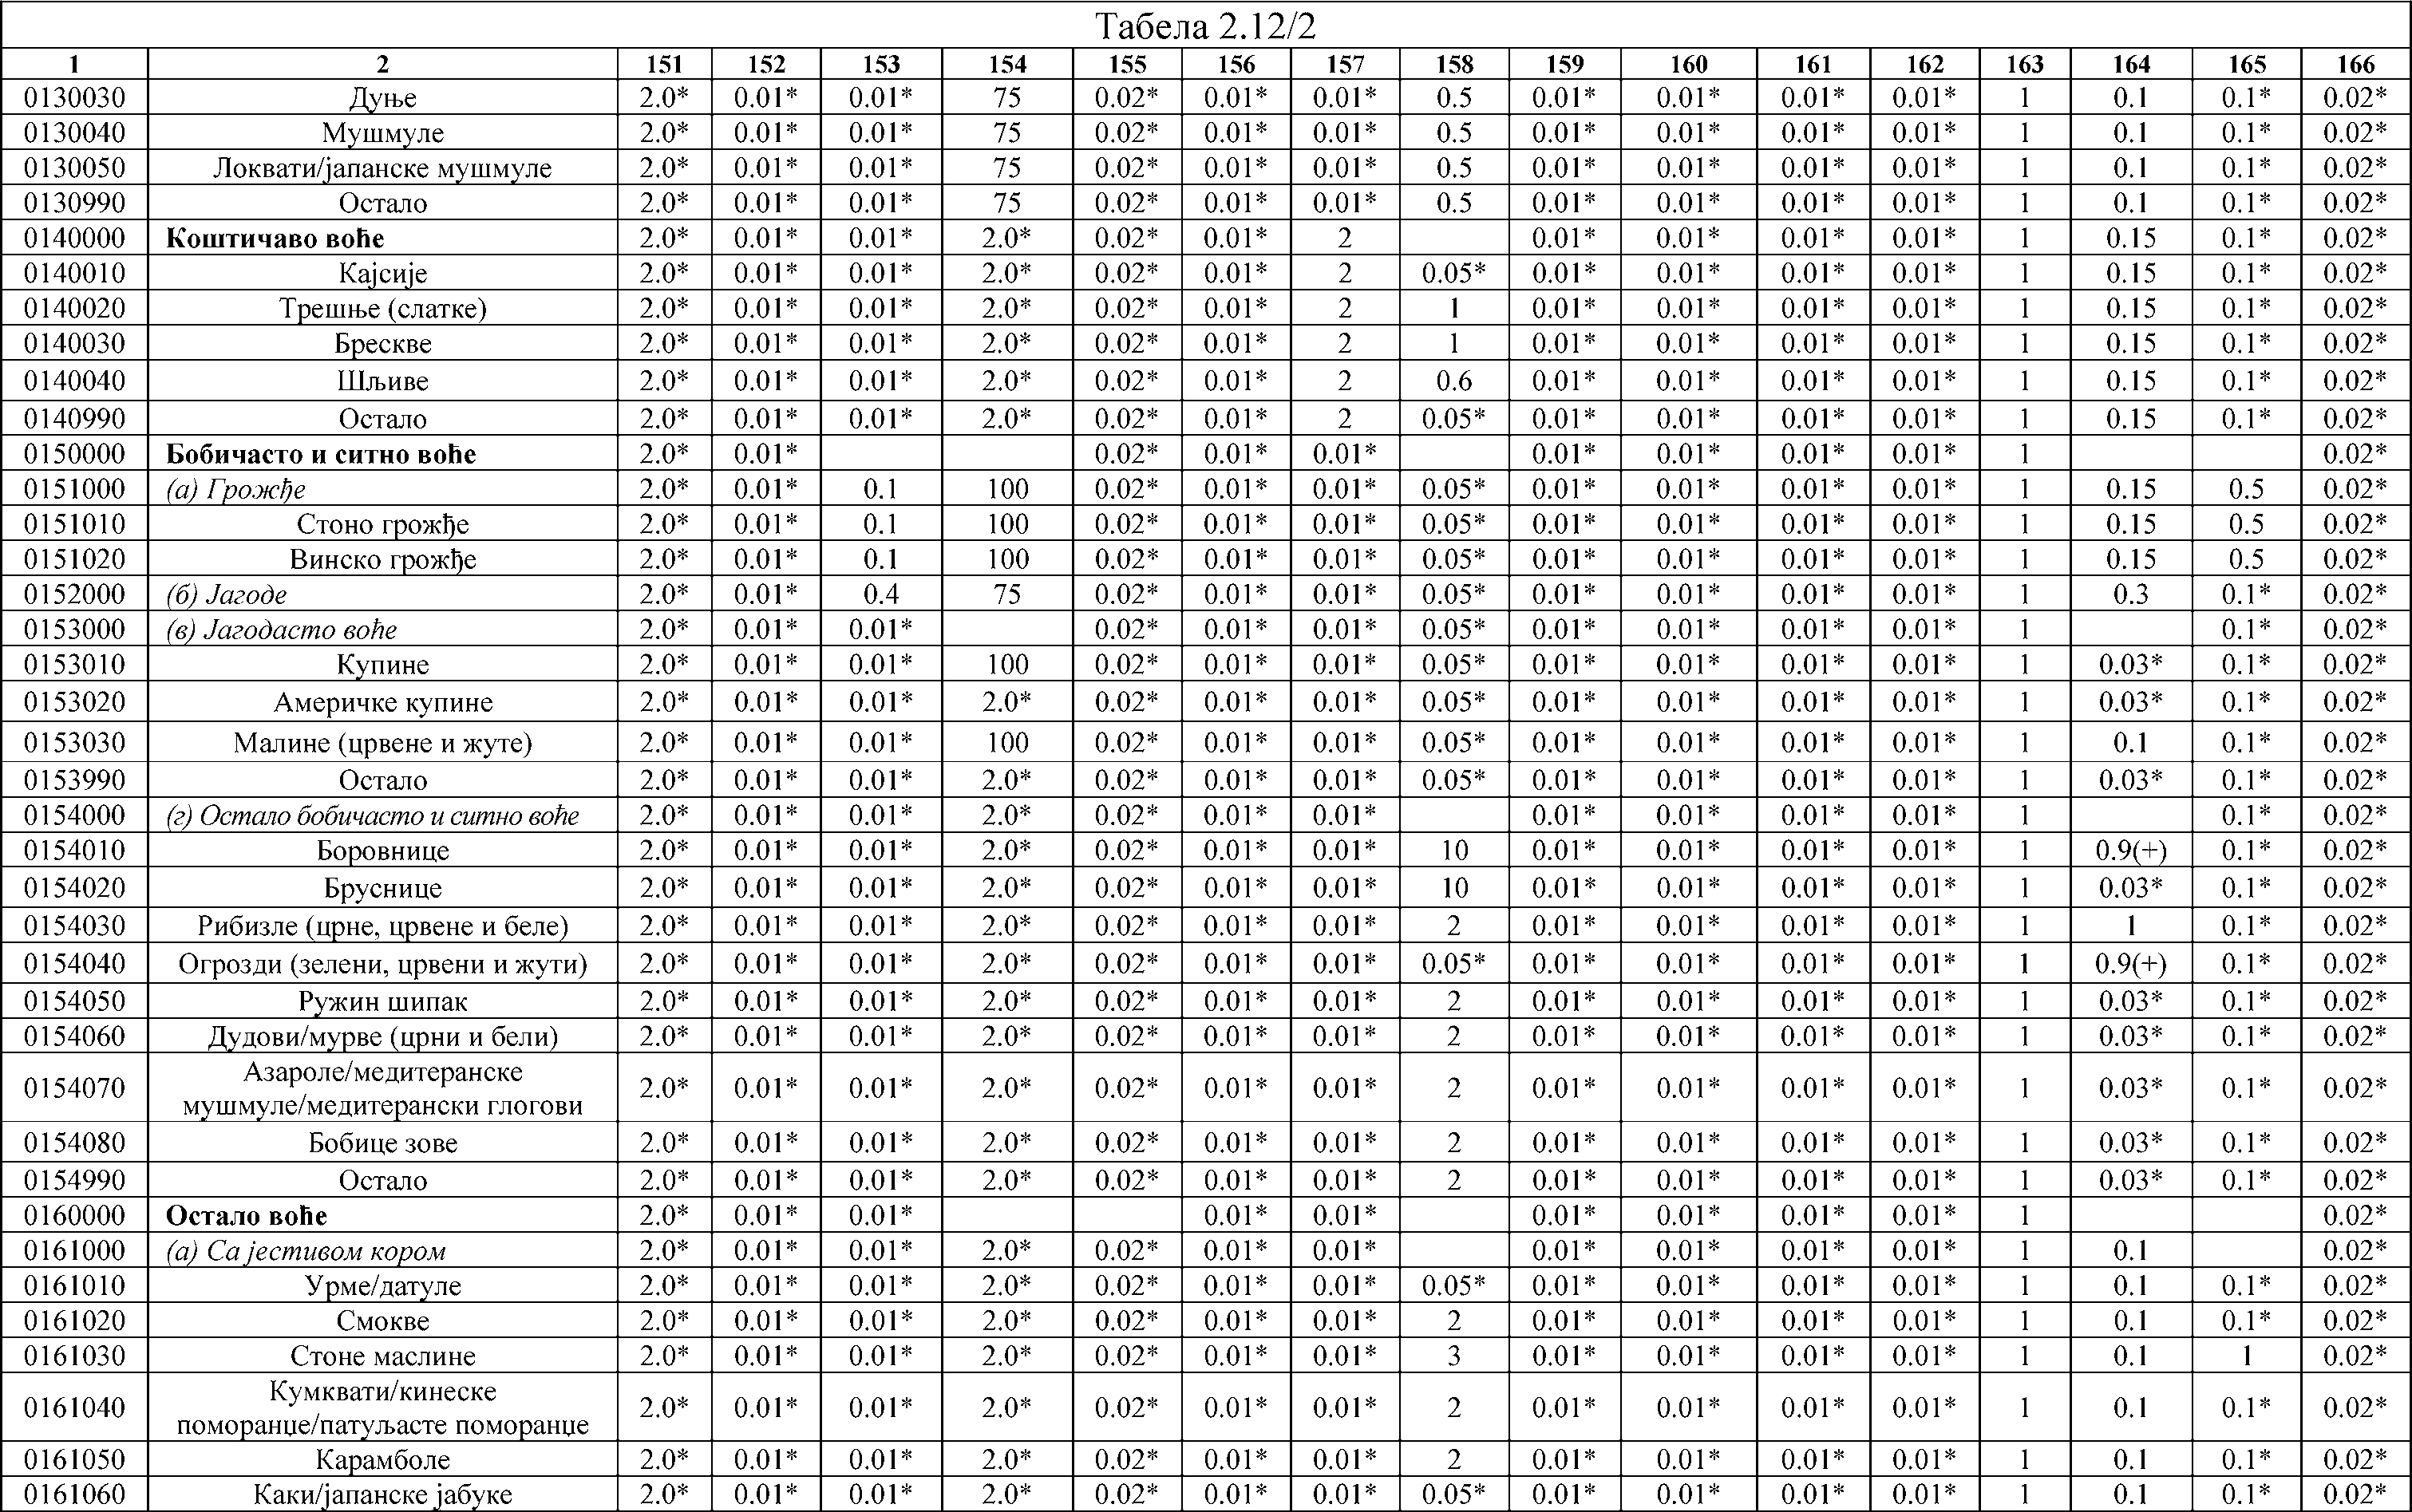 Табела 2.12/2
1 2 151 152 153 154 155 156 157 158 159 160 161 162 163 164 165 166
0130030 Дуње 2.0* 0.01* 0.01* 75 0.02* 0.01* 0.01* 0.5 0.01* 0.01* 0.01* 0.01* 1 0.1 0.1* 0.02*
0130040 Мушмуле 2.0* 0.01* 0.01* 75 0.02* 0.01* 0.01* 0.5 0.01* 0.01* 0.01* 0.01* 1 0.1 0.1* 0.02*
0130050 Локвати/јапанске мушмуле 2.0* 0.01* 0.01* 75 0.02* 0.01* 0.01* 0.5 0.01* 0.01* 0.01* 0.01* 1 0.1 0.1* 0.02*
0130990 Остало 2.0* 0.01* 0.01* 75 0.02* 0.01* 0.01* 0.5 0.01* 0.01* 0.01* 0.01* 1 0.1 0.1* 0.02*
0140000 Коштичаво воће 2.0* 0.01* 0.01* 2.0* 0.02* 0.01* 2 0.01* 0.01* 0.01* 0.01* 1 0.15 0.1* 0.02*
0140010 Кајсије 2.0* 0.01* 0.01* 2.0* 0.02* 0.01* 2 0.05* 0.01* 0.01* 0.01* 0.01* 1 0.15 0.1* 0.02*
0140020 Трешње (слатке) 2.0* 0.01* 0.01* 2.0* 0.02* 0.01* 2 1 0.01* 0.01* 0.01* 0.01* 1 0.15 0.1* 0.02*
0140030 Брескве 2.0* 0.01* 0.01* 2.0* 0.02* 0.01* 2 1 0.01* 0.01* 0.01* 0.01* 1 0.15 0.1* 0.02*
0140040 Шљиве 2.0* 0.01* 0.01* 2.0* 0.02* 0.01* 2 0.6 0.01* 0.01* 0.01* 0.01* 1 0.15 0.1* 0.02*
0140990 Остало 2.0* 0.01* 0.01* 2.0* 0.02* 0.01* 2 0.05* 0.01* 0.01* 0.01* 0.01* 1 0.15 0.1* 0.02*
0150000 Бобичасто и ситно воће 2.0* 0.01* 0.02* 0.01* 0.01* 0.01* 0.01* 0.01* 0.01* 1 0.02*
0151000 (а) Грожђе 2.0* 0.01* 0.1 100 0.02* 0.01* 0.01* 0.05* 0.01* 0.01* 0.01* 0.01* 1 0.15 0.5 0.02*
0151010 Стоно грожђе 2.0* 0.01* 0.1 100 0.02* 0.01* 0.01* 0.05* 0.01* 0.01* 0.01* 0.01* 1 0.15 0.5 0.02*
0151020 Винско грожђе 2.0* 0.01* 0.1 100 0.02* 0.01* 0.01* 0.05* 0.01* 0.01* 0.01* 0.01* 1 0.15 0.5 0.02*
0152000 (б) Јагоде 2.0* 0.01* 0.4 75 0.02* 0.01* 0.01* 0.05* 0.01* 0.01* 0.01* 0.01* 1 0.3 0.1* 0.02*
0153000 (в) Јагодасто воће 2.0* 0.01* 0.01* 0.02* 0.01* 0.01* 0.05* 0.01* 0.01* 0.01* 0.01* 1 0.1* 0.02*
0153010 Купине 2.0* 0.01* 0.01* 100 0.02* 0.01* 0.01* 0.05* 0.01* 0.01* 0.01* 0.01* 1 0.03* 0.1* 0.02*
0153020 Америчке купине 2.0* 0.01* 0.01* 2.0* 0.02* 0.01* 0.01* 0.05* 0.01* 0.01* 0.01* 0.01* 1 0.03* 0.1* 0.02*
0153030 Малине (црвене и жуте) 2.0* 0.01* 0.01* 100 0.02* 0.01* 0.01* 0.05* 0.01* 0.01* 0.01* 0.01* 1 0.1 0.1* 0.02*
0153990 Остало 2.0* 0.01* 0.01* 2.0* 0.02* 0.01* 0.01* 0.05* 0.01* 0.01* 0.01* 0.01* 1 0.03* 0.1* 0.02*
0154000 (г) Остало бобичасто и ситно воће 2.0* 0.01* 0.01* 2.0* 0.02* 0.01* 0.01* 0.01* 0.01* 0.01* 0.01* 1 0.1* 0.02*
0154010 Боровнице 2.0* 0.01* 0.01* 2.0* 0.02* 0.01* 0.01* 10 0.01* 0.01* 0.01* 0.01* 1 0.9(+) 0.1* 0.02*
0154020 Бруснице 2.0* 0.01* 0.01* 2.0* 0.02* 0.01* 0.01* 10 0.01* 0.01* 0.01* 0.01* 1 0.03* 0.1* 0.02*
0154030 Рибизле (црне, црвене и беле) 2.0* 0.01* 0.01* 2.0* 0.02* 0.01* 0.01* 2 0.01* 0.01* 0.01* 0.01* 1 1 0.1* 0.02*
0154040 Огрозди (зелени, црвени и жути) 2.0* 0.01* 0.01* 2.0* 0.02* 0.01* 0.01* 0.05* 0.01* 0.01* 0.01* 0.01* 1 0.9(+) 0.1* 0.02*
0154050 Ружин шипак 2.0* 0.01* 0.01* 2.0* 0.02* 0.01* 0.01* 2 0.01* 0.01* 0.01* 0.01* 1 0.03* 0.1* 0.02*
0154060 Дудови/мурве (црни и бели) 2.0* 0.01* 0.01* 2.0* 0.02* 0.01* 0.01* 2 0.01* 0.01* 0.01* 0.01* 1 0.03* 0.1* 0.02*
Азароле/медитеранске
0154070 мушмуле/медитерански глогови 2.0* 0.01* 0.01* 2.0* 0.02* 0.01* 0.01* 2 0.01* 0.01* 0.01* 0.01* 1 0.03* 0.1* 0.02*
0154080 Бобице зове 2.0* 0.01* 0.01* 2.0* 0.02* 0.01* 0.01* 2 0.01* 0.01* 0.01* 0.01* 1 0.03* 0.1* 0.02*
0154990 Остало 2.0* 0.01* 0.01* 2.0* 0.02* 0.01* 0.01* 2 0.01* 0.01* 0.01* 0.01* 1 0.03* 0.1* 0.02*
0160000 Остало воће 2.0* 0.01* 0.01* 0.01* 0.01* 0.01* 0.01* 0.01* 0.01* 1 0.02*
0161000 (а) Са јестивом кором 2.0* 0.01* 0.01* 2.0* 0.02* 0.01* 0.01* 0.01* 0.01* 0.01* 0.01* 1 0.1 0.02*
0161010 Урме/датуле 2.0* 0.01* 0.01* 2.0* 0.02* 0.01* 0.01* 0.05* 0.01* 0.01* 0.01* 0.01* 1 0.1 0.1* 0.02*
0161020 Смокве 2.0* 0.01* 0.01* 2.0* 0.02* 0.01* 0.01* 2 0.01* 0.01* 0.01* 0.01* 1 0.1 0.1* 0.02*
0161030 Стоне маслине 2.0* 0.01* 0.01* 2.0* 0.02* 0.01* 0.01* 3 0.01* 0.01* 0.01* 0.01* 1 0.1 1 0.02*
Кумквати/кинеске
0161040 поморанџе/патуљасте поморанџе 2.0* 0.01* 0.01* 2.0* 0.02* 0.01* 0.01* 2 0.01* 0.01* 0.01* 0.01* 1 0.1 0.1* 0.02*
0161050 Карамболе 2.0* 0.01* 0.01* 2.0* 0.02* 0.01* 0.01* 2 0.01* 0.01* 0.01* 0.01* 1 0.1 0.1* 0.02*
0161060 Каки/јапанске јабуке 2.0* 0.01* 0.01* 2.0* 0.02* 0.01* 0.01* 0.05* 0.01* 0.01* 0.01* 0.01* 1 0.1 0.1* 0.02*